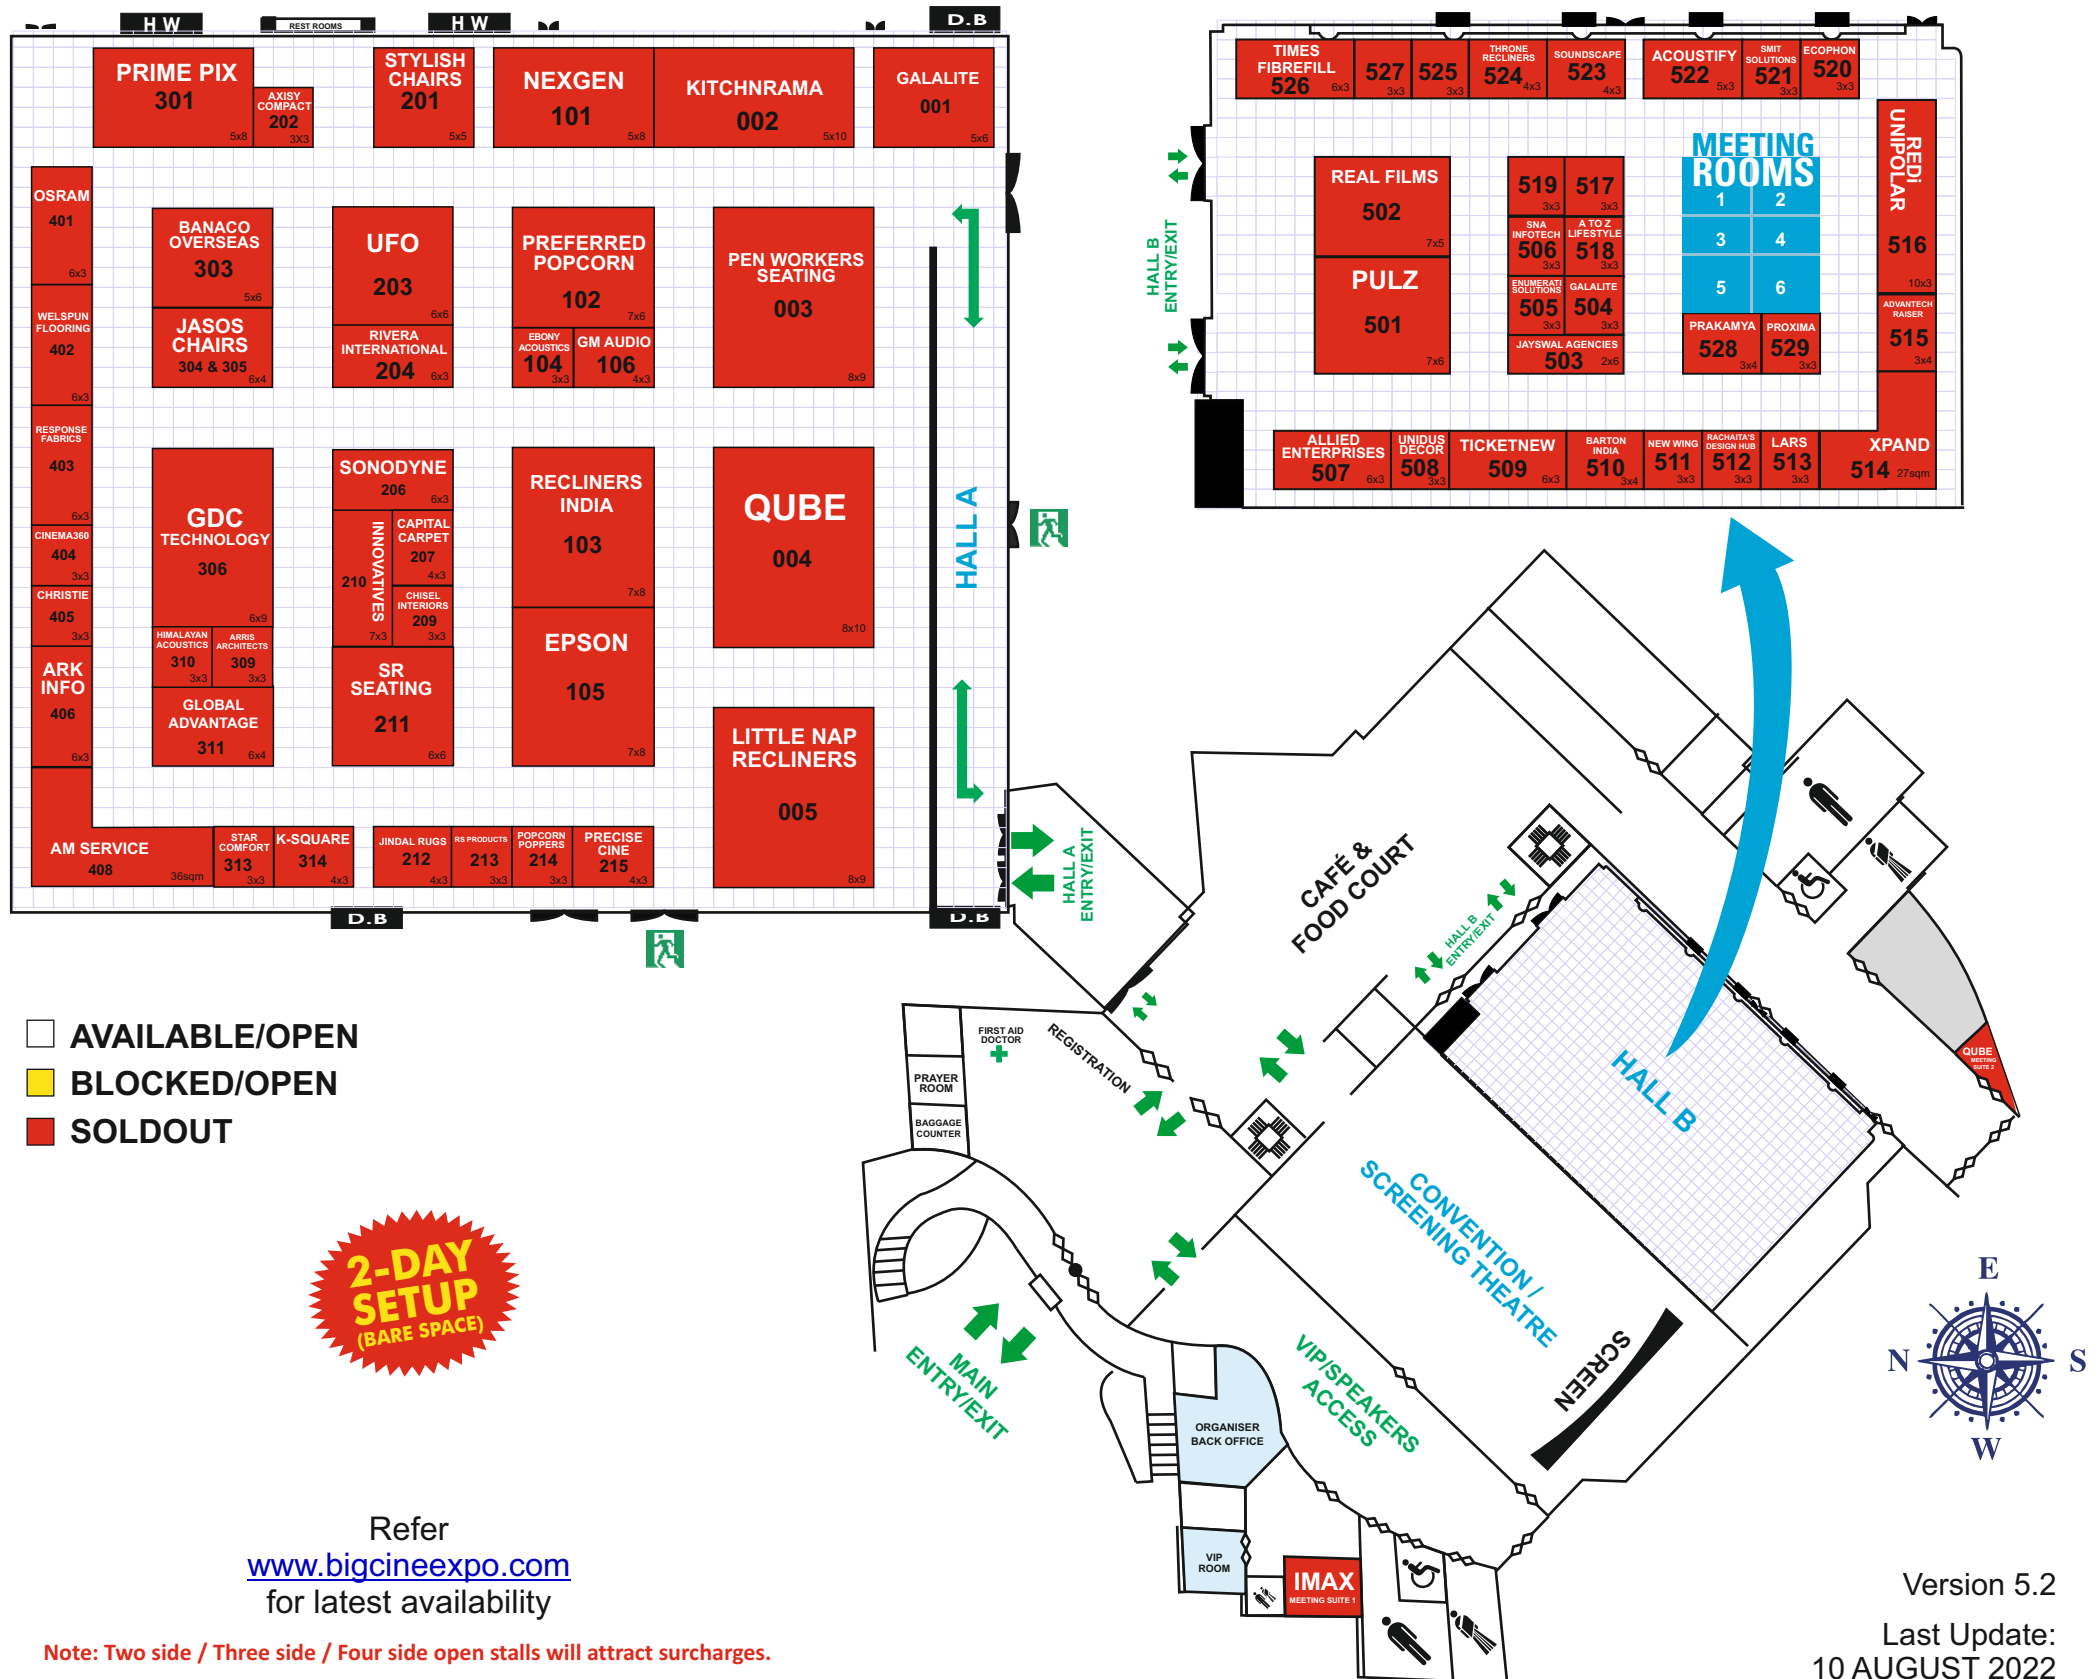 H W
REST ROOMS
H W
D.B
PRIME PIX
301
5x8
AXISY
COMPACT
202
3X3
STYLISH
CHAIRS
201
5x5
NEXGEN
101
5x8
KITCHNRAMA
002
5x10
GALALITE
001
5x6
OSRAM
401
6x3
WELSPUN
FLOORING
402
6x3
RESPONSE
FABRICS
403
6x3
CINEMA360
404
3x3
CHRISTIE
405
3x3
ARK
INFO
406
6x3
AM SERVICE
408
36sqm
BANACO
OVERSEAS
303
5x6
JASOS
CHAIRS
304 & 305
6x4
UFO
203
6x6
RIVERA
INTERNATIONAL
204
6x3
PREFERRED
POPCORN
102
7x6
EBONY
ACOUSTICS
104
3x3
GM AUDIO
106
4x3
PEN WORKERS
SEATING
003
8x9
GDC
TECHNOLOGY
306
6x9
HIMALAYAN
ACOUSTICS
310
3x3
ARRIS
ARCHITECTS
309
3x3
GLOBAL
ADVANTAGE
311
6x4
SONODYNE
206
6x3
INNOVATIVES
210
7x3
CAPITAL
CARPET
207
4x3
CHISEL
INTERIORS
209
3x3
SR
SEATING
211
6x6
RECLINERS
INDIA
103
7x8
EPSON
105
7x8
QUBE
004
8x10
LITTLE NAP
RECLINERS
005
8x9
STAR
COMFORT
313
3x3
K-SQUARE
314
4x3
JINDAL RUGS
212
4x3
RS PRODUCTS
213
3x3
POPCORN
POPPERS
214
3x3
PRECISE
CINE
215
4x3
D.B
D.B
HALL A
HALL A
ENTRY/EXIT
TIMES
FIBREFILL
526
6x3
527
3x3
525
3x3
THRONE
RECLINERS
524
4x3
SOUNDSCAPE
523
4x3
ACOUSTIFY
522
5x3
SMIT
SOLUTIONS
521
3x3
ECOPHON
520
3x3
REDi
UNIPOLAR
516
10x3
ADVANTECH
RAISER
515
3x4
HALL B
ENTRY/EXIT
REAL FILMS
502
7x5
PULZ
501
7x6
519
3x3
517
3x3
SNA
INFOTECH
506
3x3
A TO Z
LIFESTYLE
518
3x3
ENUMERATI
SOLUTIONS
505
3x3
GALALITE
504
3x3
JAYSWAL AGENCIES
503
2x6
MEETING
ROOMS
1
2
3
4
5
6
PRAKAMYA
528
3x4
PROXIMA
529
3x3
ALLIED
ENTERPRISES
507
6x3
UNIDUS
DECOR
508
3x3
TICKETNEW
509
6x3
BARTON
INDIA
510
3x4
NEW WING
511
3x3
RACHAITA'S
DESIGN HUB
512
3x3
LARS
513
3x3
XPAND
514
27sqm
CAFÉ &
FOOD COURT
HALL B
ENTRY/EXIT
HALL B
QUBE
MEETING
SUITE 2
FIRST AID
DOCTOR
REGISTRATION
PRAYER
ROOM
BAGGAGE
COUNTER
CONVENTION /
SCREENING THEATRE
SCREEN
VIP/SPEAKERS
ACCESS
MAIN
ENTRY/EXIT
ORGANISER
BACK OFFICE
VIP
ROOM
IMAX
MEETING SUITE 1
E
N
S
W
AVAILABLE/OPEN
BLOCKED/OPEN
SOLDOUT
2-DAY
SETUP
(BARE SPACE)
Refer
www.bigcineexpo.com
for latest availability
Note: Two side / Three side / Four side open stalls will attract surcharges.
Version 5.2
Last Update:
10 AUGUST 2022